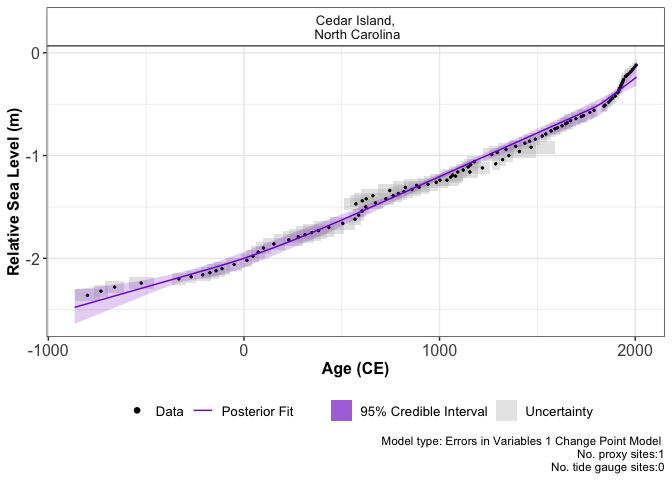 Cedar Island,
North Carolina
0
-1
-2
Relative Sea Level (m)
-1000 0 1000 2000
Age (CE)
Data Posterior Fit 95% Credible Interval Uncertainty
Model type: Errors in Variables 1 Change Point Model
No. proxy sites:1
No. tide gauge sites:0